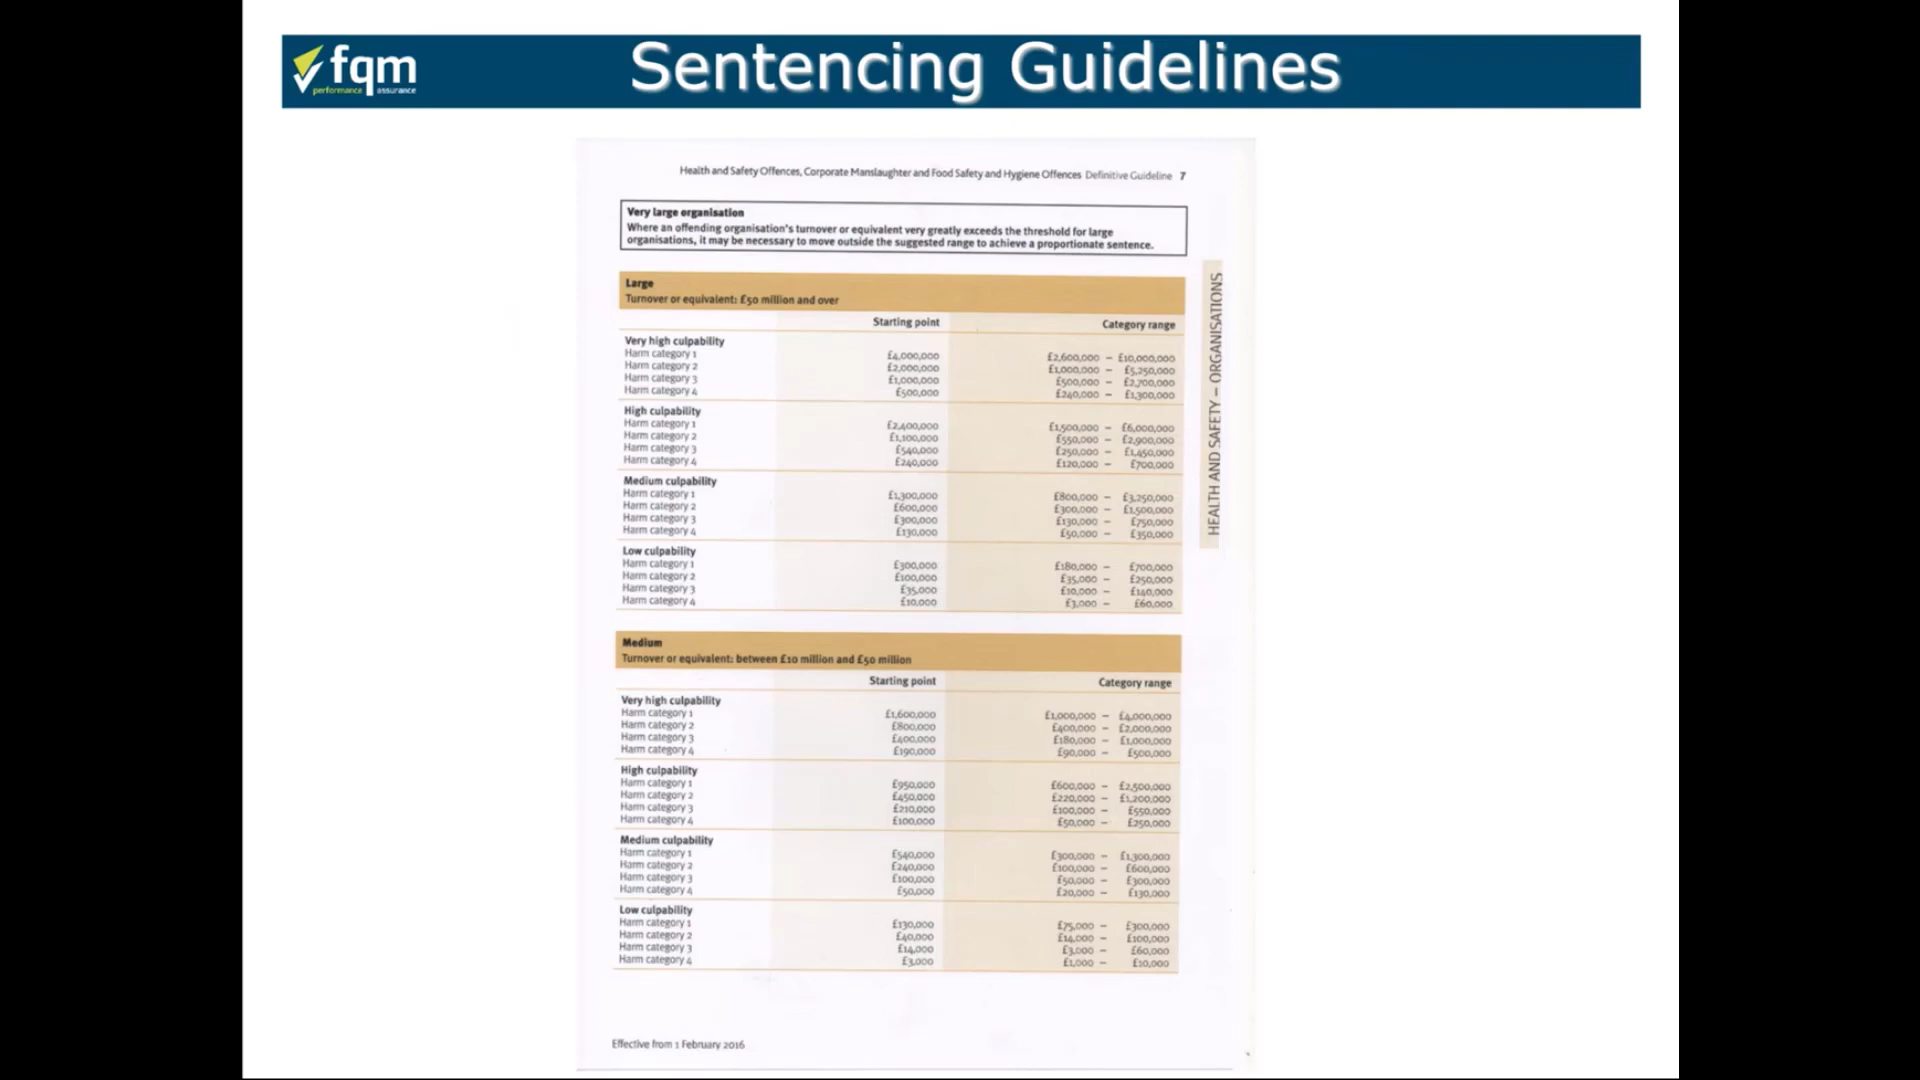 fqm
performance assurance
Sentencing Guidelines
Health and Safety Offences, Corporate Manslaughter and Food Safety and Hygiene Offences Definitive Guideline 7
Very large organisation
Where an offending organisation's turnover or equivalent very greatly exceeds the threshold for large
organisations, it may be necessary to move outside the suggested range to achieve a proportionate sentence.
HEALTH AND SAFETY – ORGANISATIONS
Large
Turnover or equivalent: £50 million and over
Starting point Category range
Very high culpability
Harm category 1 £4,000,000 £2,600,000 – £10,000,000
Harm category 2 £2,000,000 £1,000,000 – £5,250,000
Harm category 3 £1,000,000 £500,000 – £2,700,000
Harm category 4 £500,000 £240,000 – £1,300,000
High culpability
Harm category 1 £2,400,000 £1,500,000 – £6,000,000
Harm category 2 £1,100,000 £550,000 – £2,900,000
Harm category 3 £540,000 £250,000 – £1,450,000
Harm category 4 £240,000 £120,000 – £700,000
Medium culpability
Harm category 1 £1,300,000 £800,000 – £3,250,000
Harm category 2 £600,000 £300,000 – £1,500,000
Harm category 3 £300,000 £130,000 – £750,000
Harm category 4 £130,000 £50,000 – £350,000
Low culpability
Harm category 1 £300,000 £180,000 – £700,000
Harm category 2 £100,000 £35,000 – £250,000
Harm category 3 £35,000 £10,000 – £140,000
Harm category 4 £10,000 £3,000 – £60,000
Medium
Turnover or equivalent: between £10 million and £50 million
Starting point Category range
Very high culpability
Harm category 1 £1,600,000 £1,000,000 – £4,000,000
Harm category 2 £800,000 £400,000 – £2,000,000
Harm category 3 £400,000 £180,000 – £1,000,000
Harm category 4 £190,000 £90,000 – £500,000
High culpability
Harm category 1 £950,000 £600,000 – £2,500,000
Harm category 2 £450,000 £220,000 – £1,200,000
Harm category 3 £210,000 £100,000 – £550,000
Harm category 4 £100,000 £50,000 – £250,000
Medium culpability
Harm category 1 £540,000 £300,000 – £1,300,000
Harm category 2 £240,000 £100,000 – £600,000
Harm category 3 £100,000 £50,000 – £300,000
Harm category 4 £50,000 £20,000 – £130,000
Low culpability
Harm category 1 £130,000 £75,000 – £300,000
Harm category 2 £40,000 £14,000 – £100,000
Harm category 3 £14,000 £3,000 – £60,000
Harm category 4 £3,000 £1,000 – £10,000
Effective from 1 February 2016